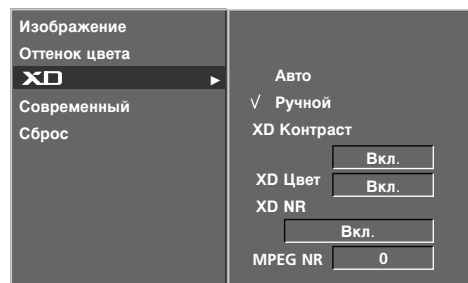 Изображение
Оттенок цвета
XD ►
Современный
Сброс
Авто
√ Ручной
XD Контраст
Вкл.
XD Цвет Вкл.
XD NR
Вкл.
MPEG NR 0